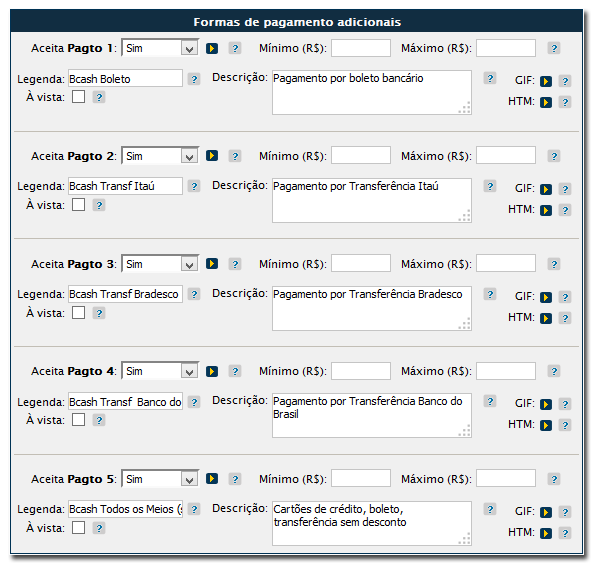 Formas de pagamento adicionais
Aceita Pagto 1: Sim ? Mínimo (R$): Máximo (R$): ?
Legenda: Bcash Boleto ? Descrição: Pagamento por boleto bancário ? GIF: ?
À vista: ? HTM: ?
Aceita Pagto 2: Sim ? Mínimo (R$): Máximo (R$): ?
Legenda: Bcash Transf Itaú ? Descrição: Pagamento por Transferência Itaú ? GIF: ?
À vista: ? HTM: ?
Aceita Pagto 3: Sim ? Mínimo (R$): Máximo (R$): ?
Legenda: Bcash Transf Bradesco ? Descrição: Pagamento por Transferência Bradesco ? GIF: ?
À vista: ? HTM: ?
Aceita Pagto 4: Sim ? Mínimo (R$): Máximo (R$): ?
Legenda: Bcash Transf  Banco do ? Descrição: Pagamento por Transferência Banco do ? GIF: ?
Brasil
À vista: ? HTM: ?
Aceita Pagto 5: Sim ? Mínimo (R$): Máximo (R$): ?
Legenda: Bcash Todos os Meios ( ? Descrição: Cartões de crédito, boleto, ? GIF: ?
transferência sem desconto
À vista: ? HTM: ?